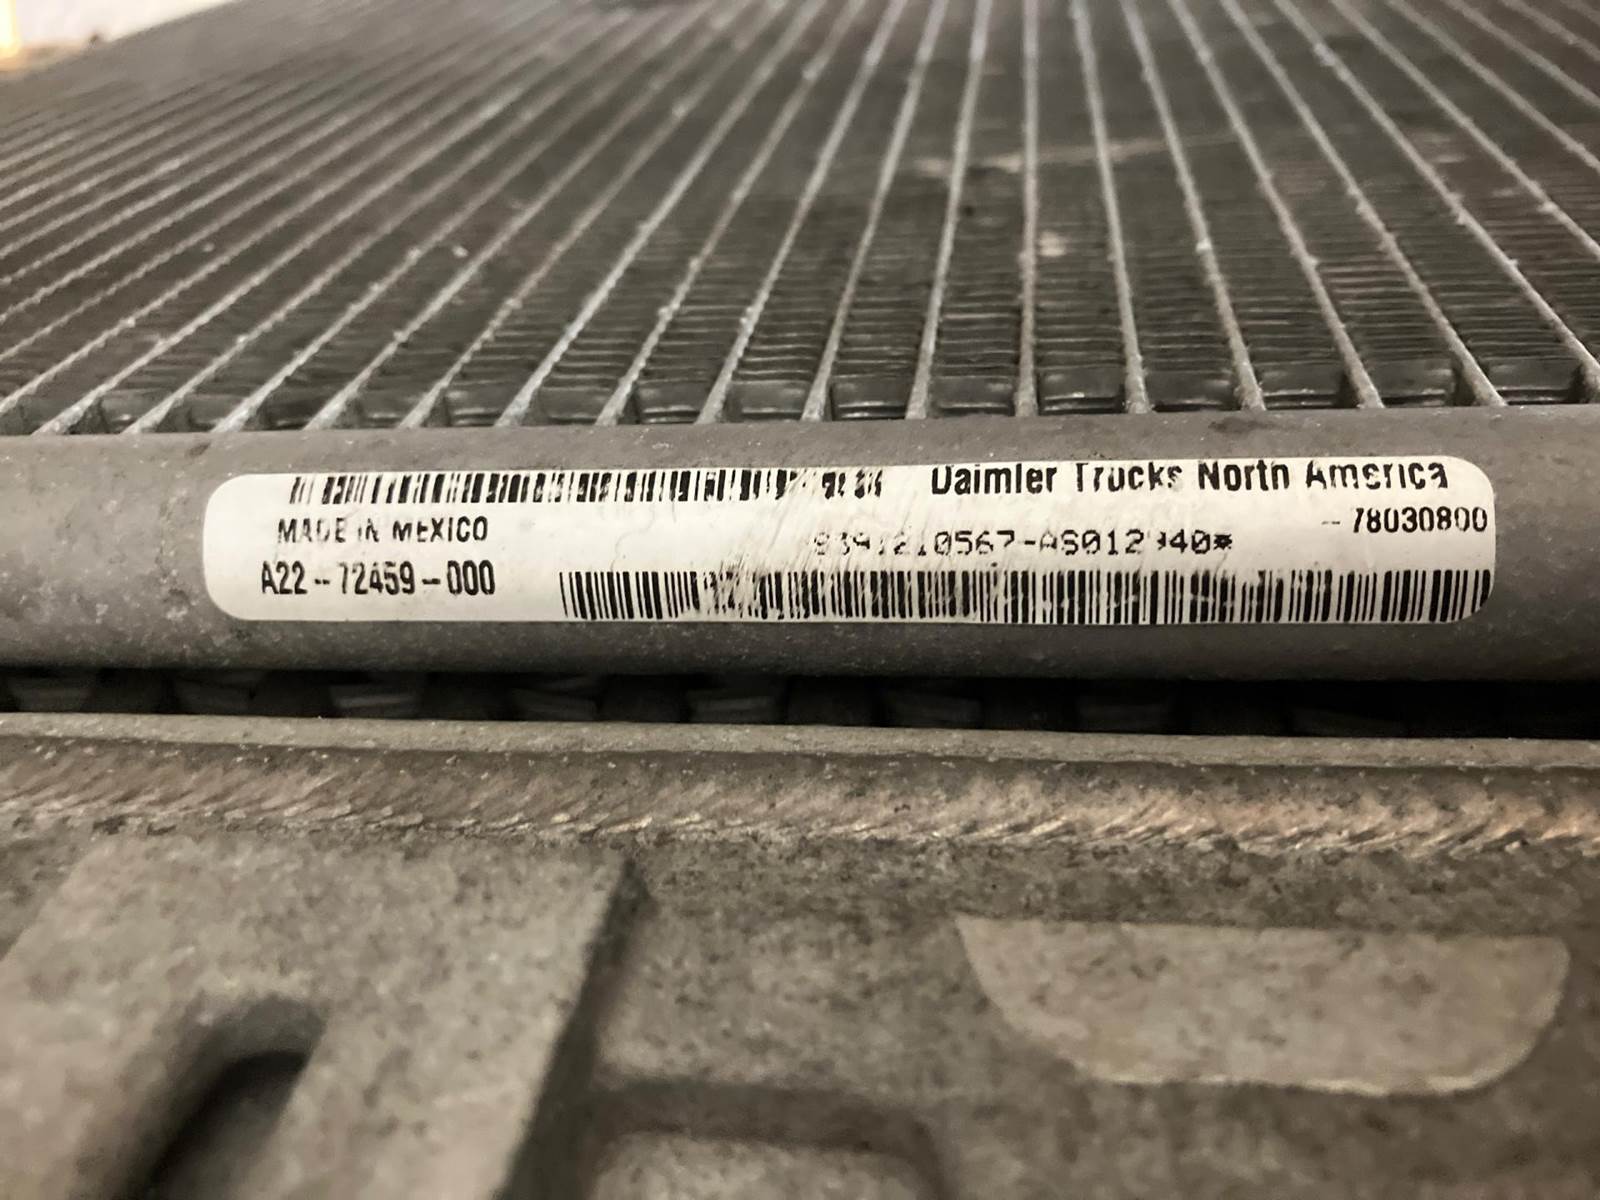 Daimler Trucks North America
MADE IN MEXICO
78030800
A22-72459-000